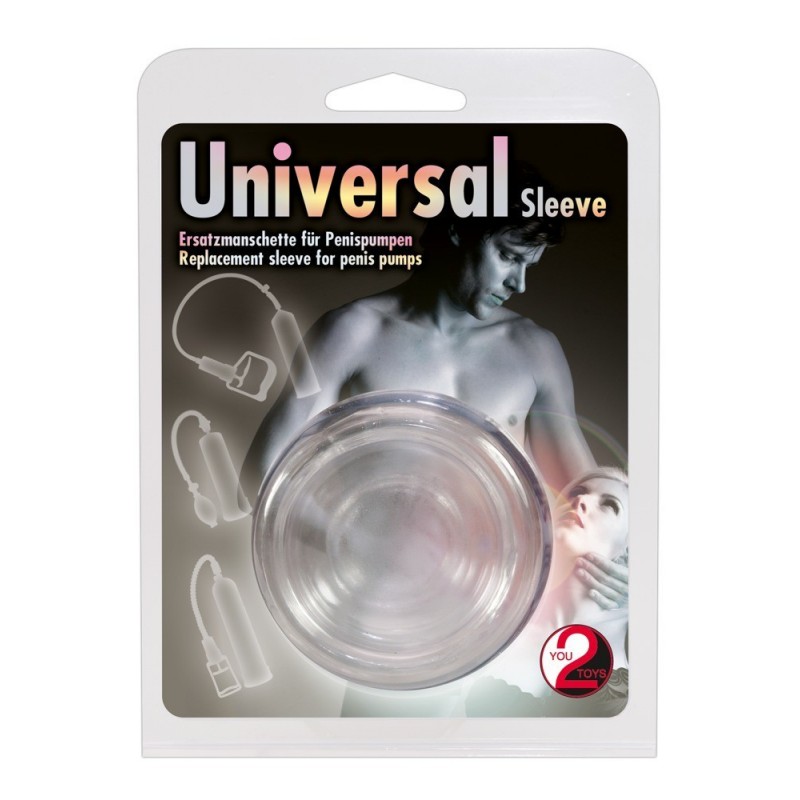 Universal Sleeve
Ersatzmanschette für Penispumpen
Replacement sleeve for penis pumps
YOU 2 TOYS